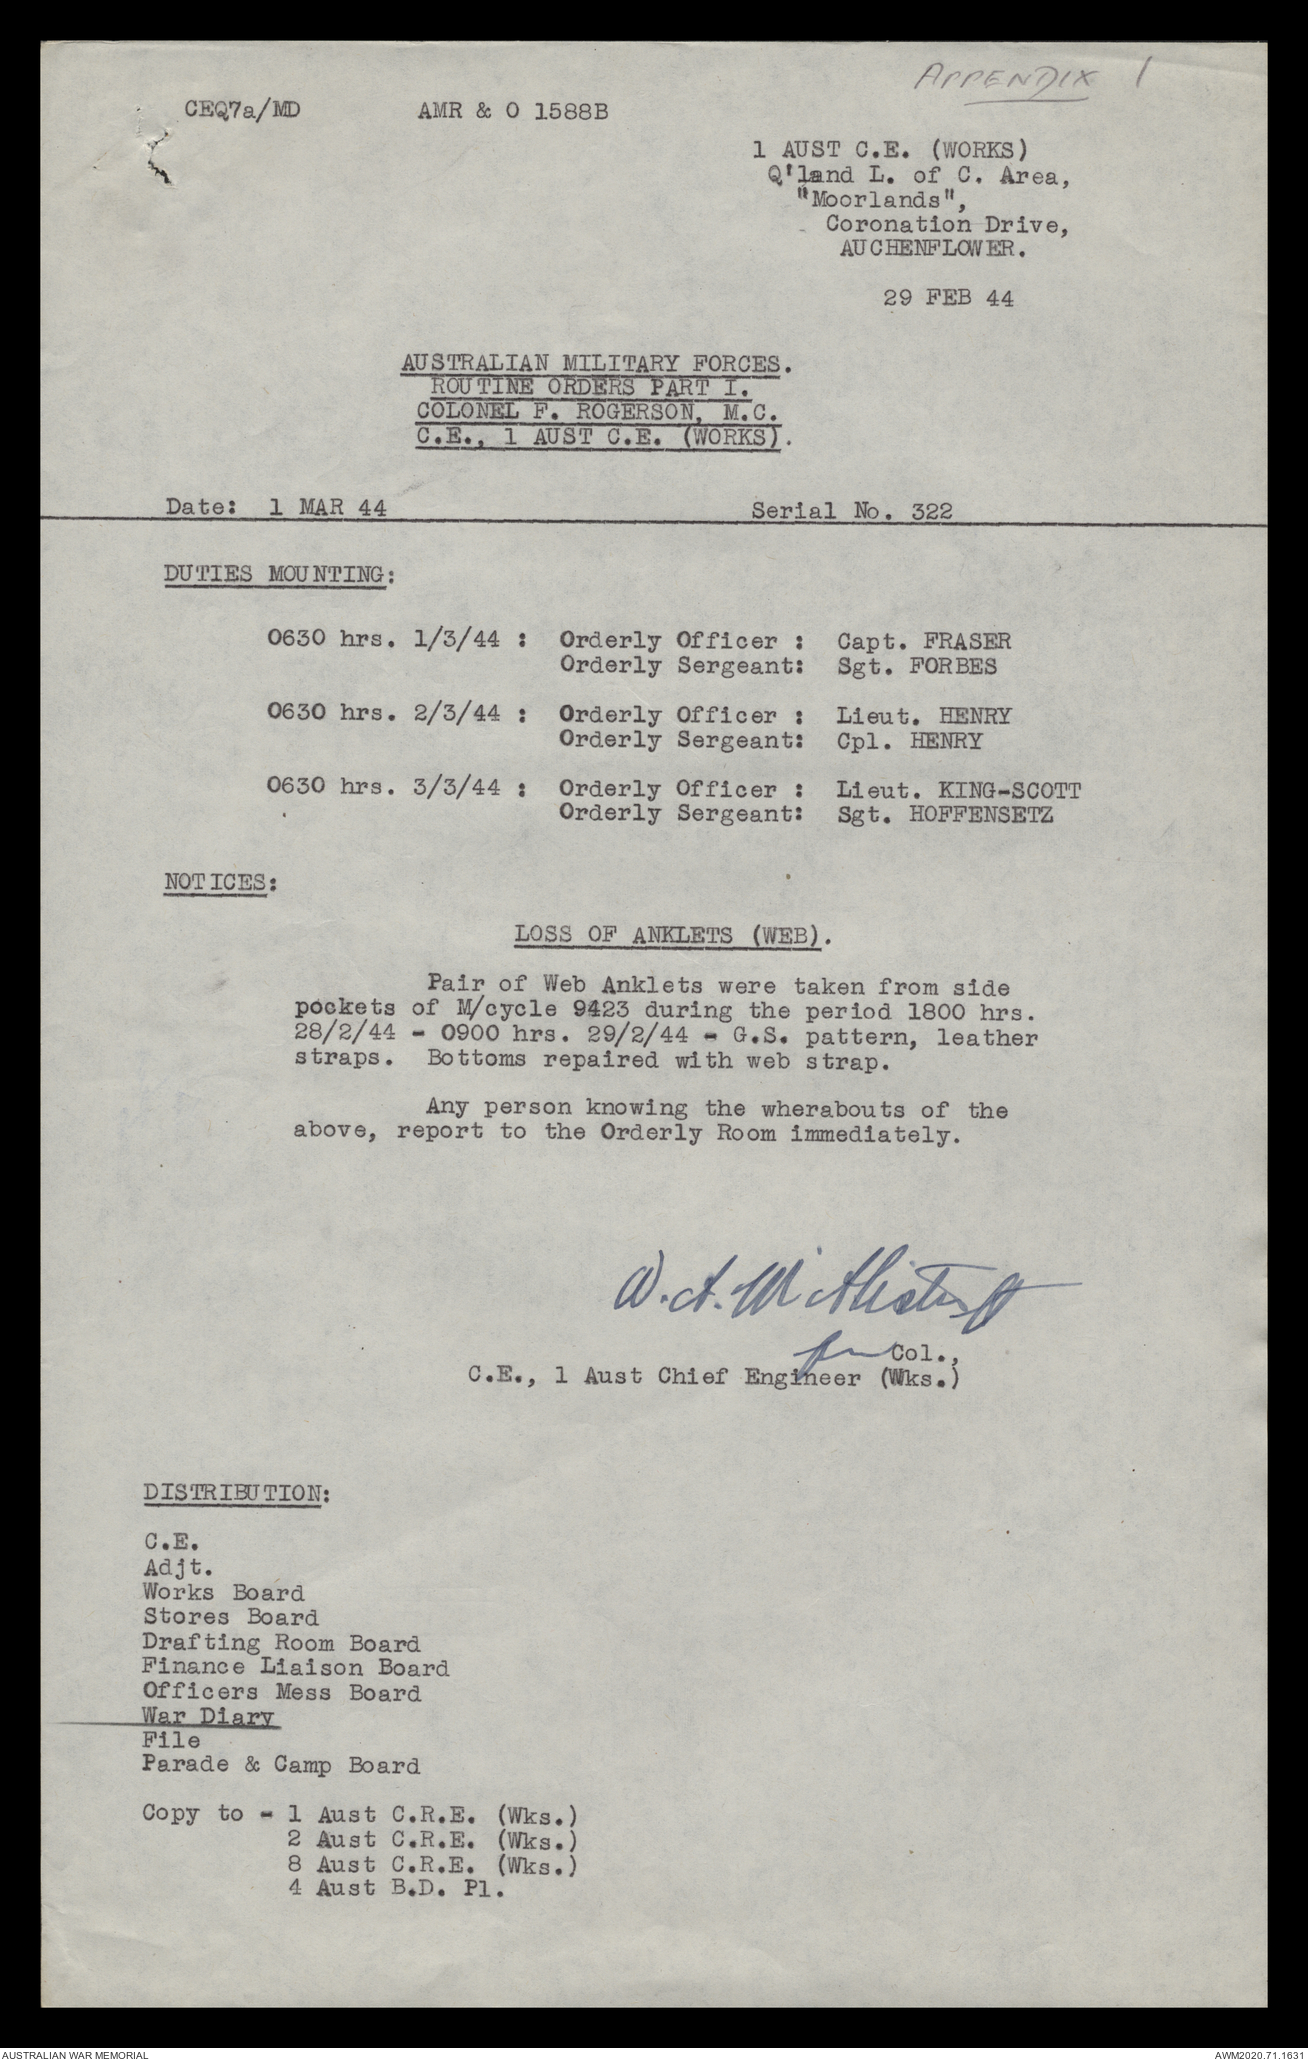 APPENDIX 1
CEQ7a/MD AMR & O 1588B
1 AUST C.E. (WORKS)
Q'land L. of C. Area,
"Moorlands",
Coronation Drive,
AUCHENFLOWER.
29 FEB 44
AUSTRALIAN MILITARY FORCES.
ROUTINE ORDERS PART I.
COLONEL F. ROGERSON, M.C.
C.E., 1 AUST C.E. (WORKS).
Date: 1 MAR 44 Serial No. 322
DUTIES MOUNTING:
0630 hrs. 1/3/44 : Orderly Officer : Capt. FRASER
Orderly Sergeant: Sgt. FORBES
0630 hrs. 2/3/44 : Orderly Officer : Lieut. HENRY
Orderly Sergeant: Cpl. HENRY
0630 hrs. 3/3/44 : Orderly Officer : Lieut. KING-SCOTT
Orderly Sergeant: Sgt. HOFFENSETZ
NOTICES:
LOSS OF ANKLETS (WEB).
Pair of Web Anklets were taken from side
pockets of M/cycle 9423 during the period 1800 hrs.
28/2/44 - 0900 hrs. 29/2/44 - G.S. pattern, leather
straps. Bottoms repaired with web strap.
Any person knowing the wherabouts of the
above, report to the Orderly Room immediately.
for Col.,
C.E., 1 Aust Chief Engineer (Wks.)
DISTRIBUTION:
C.E.
Adjt.
Works Board
Stores Board
Drafting Room Board
Finance Liaison Board
Officers Mess Board
War Diary
File
Parade & Camp Board
Copy to - 1 Aust C.R.E. (Wks.)
2 Aust C.R.E. (Wks.)
8 Aust C.R.E. (Wks.)
4 Aust B.D. Pl.
AUSTRALIAN WAR MEMORIAL AWM2020.71.1631